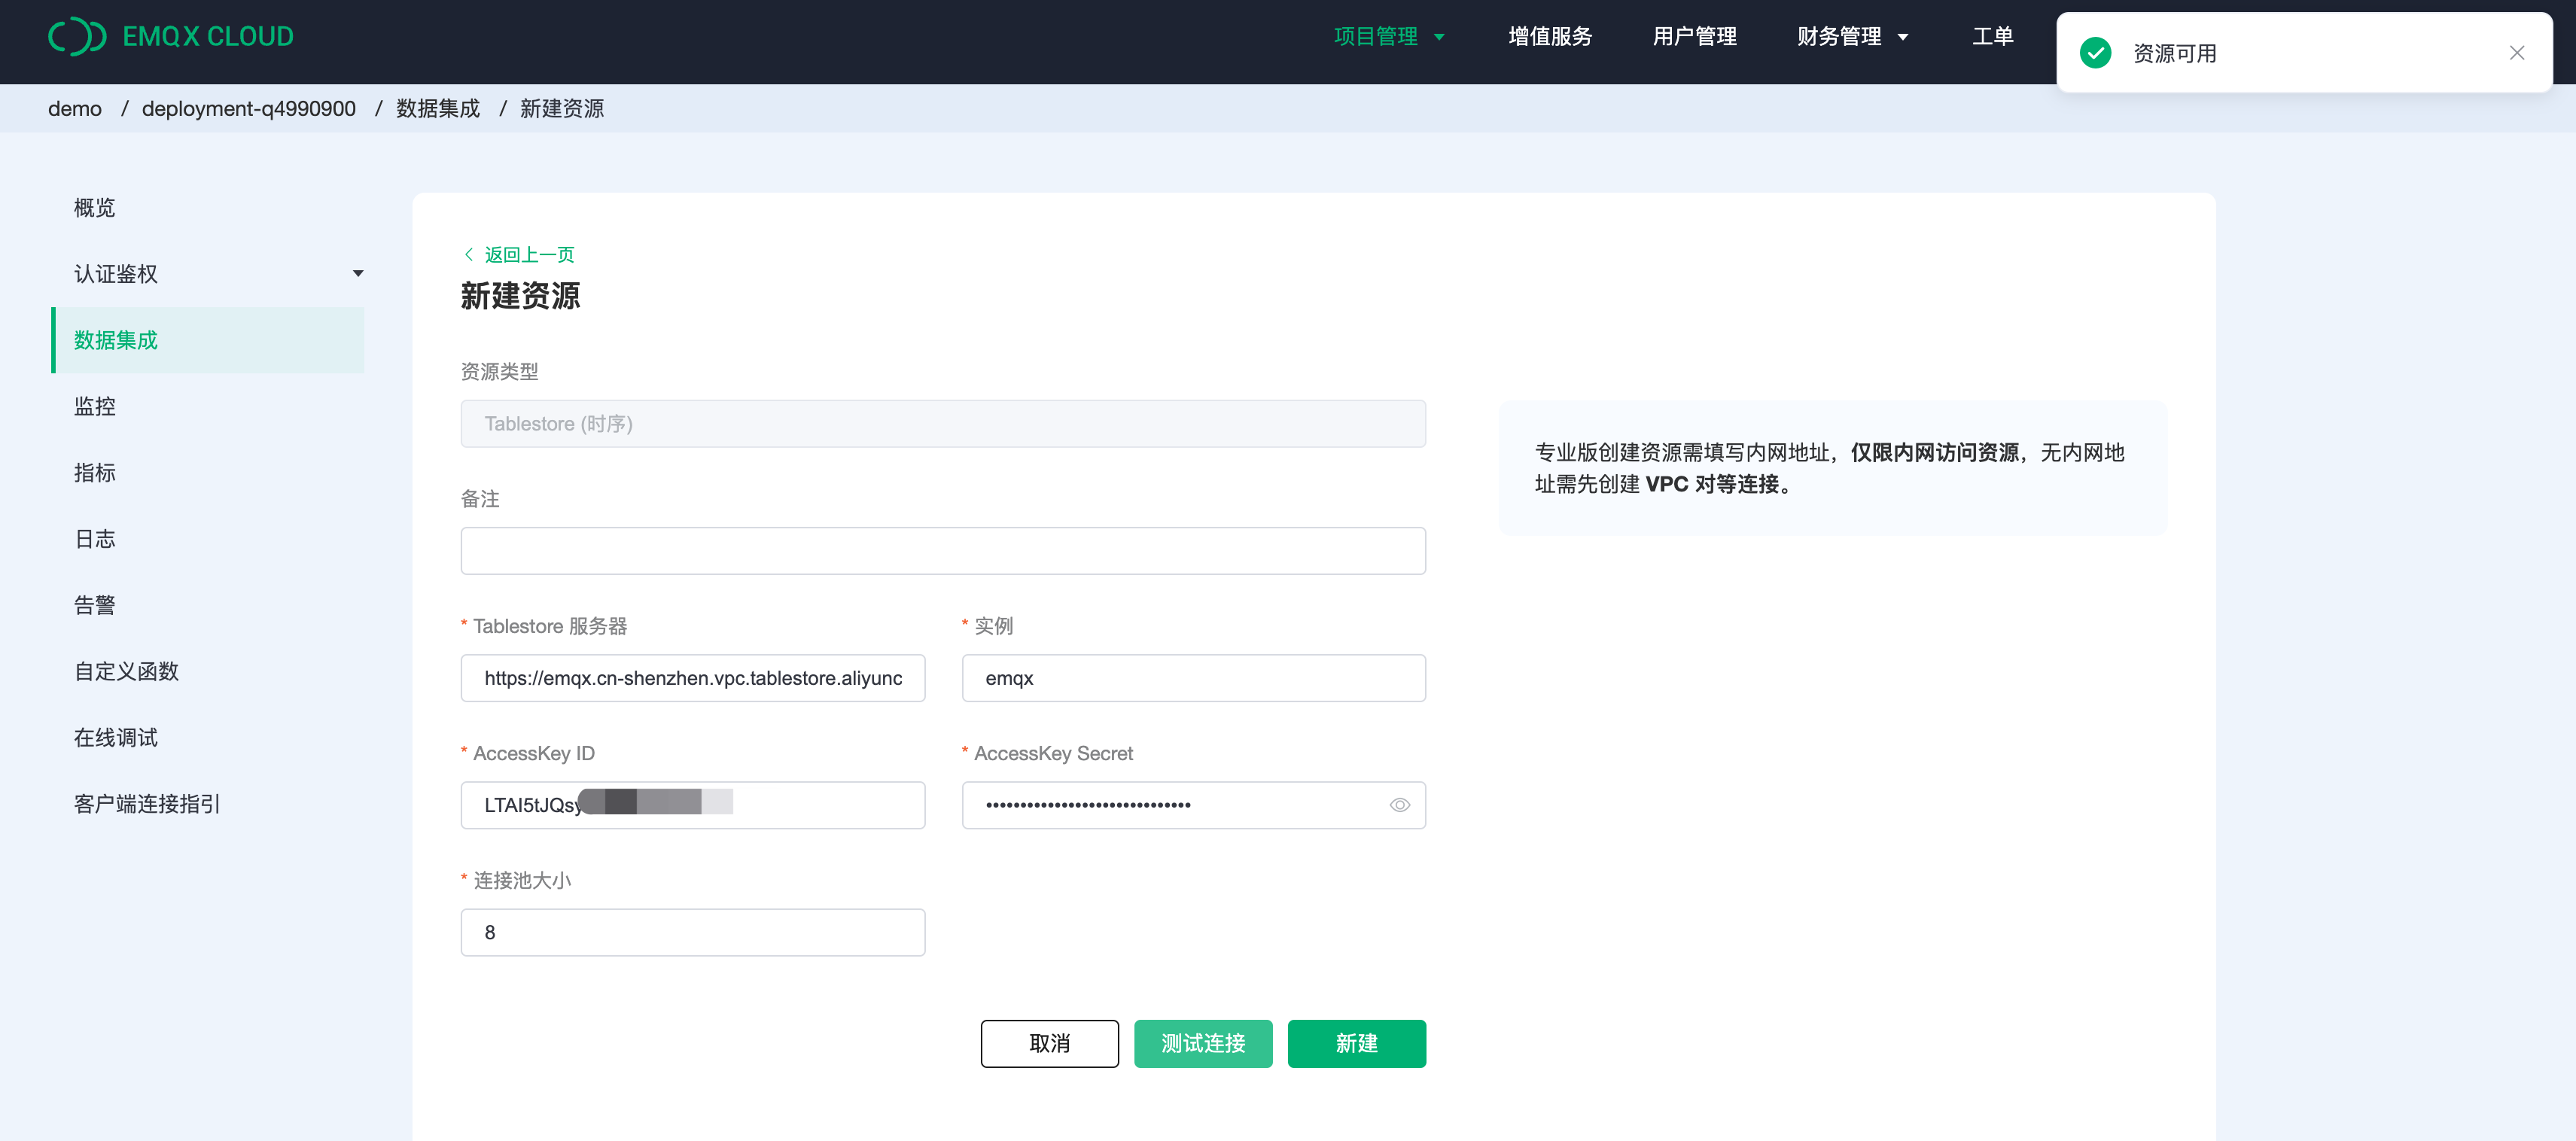 EMQX CLOUD
项目管理 增值服务 用户管理 财务管理 工单
资源可用
demo / deployment-q4990900 / 数据集成 / 新建资源
概览
认证鉴权
数据集成
监控
指标
日志
告警
自定义函数
在线调试
客户端连接指引
返回上一页
新建资源
资源类型
Tablestore (时序)
专业版创建资源需填写内网地址，仅限内网访问资源，无内网地
址需先创建 VPC 对等连接。
备注
* Tablestore 服务器
* 实例
https://emqx.cn-shenzhen.vpc.tablestore.aliyunc
emqx
* AccessKey ID
* AccessKey Secret
LTAI5tJQsy
••••••••••••••••••••••••••••••
* 连接池大小
8
取消 测试连接 新建